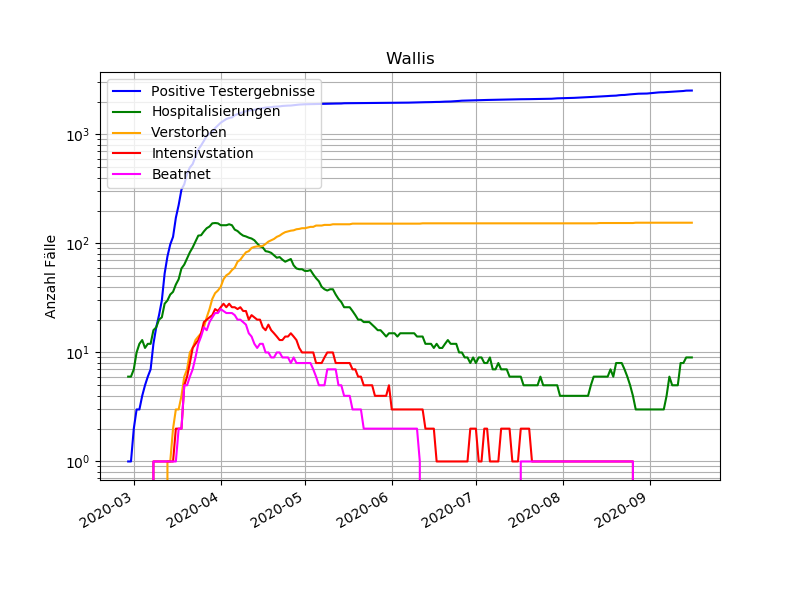 Wallis
Positive Testergebnisse
Hospitalisierungen
Verstorben
Intensivstation
Beatmet
Anzahl Fälle
10³
10²
10¹
10⁰
2020-03
2020-04
2020-05
2020-06
2020-07
2020-08
2020-09